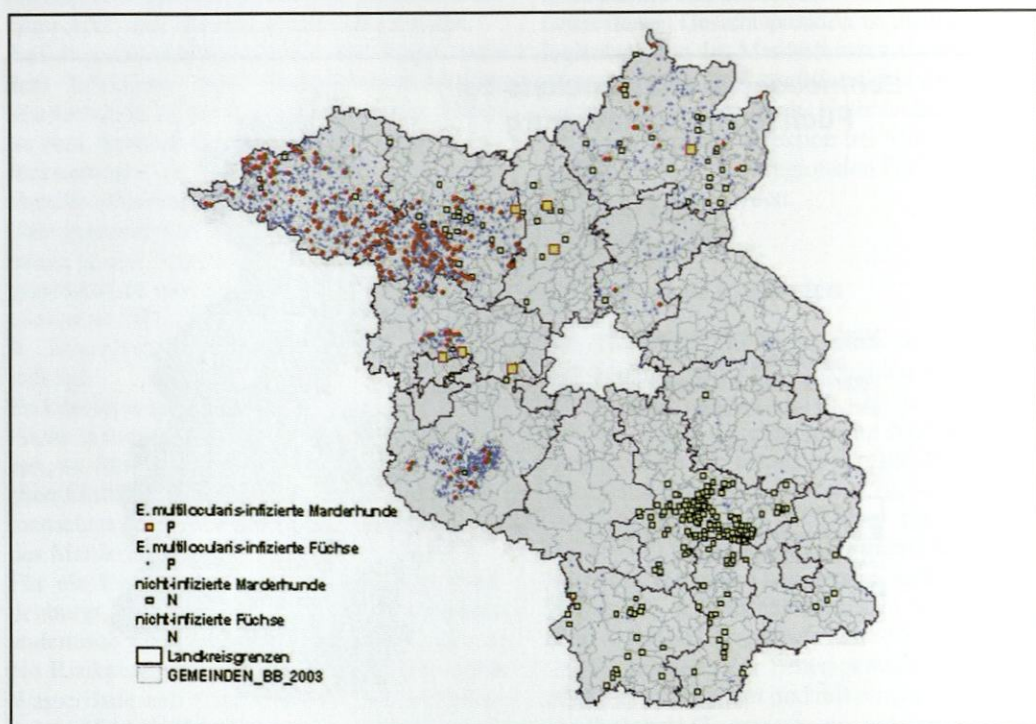 E. multilocularis-infizierte Marderhunde
P
E. multilocularis-infizierte Füchse
P
nicht-infizierte Marderhunde
N
nicht-infizierte Füchse
N
Landkreisgrenzen
GEMEINDEN_BB_2003